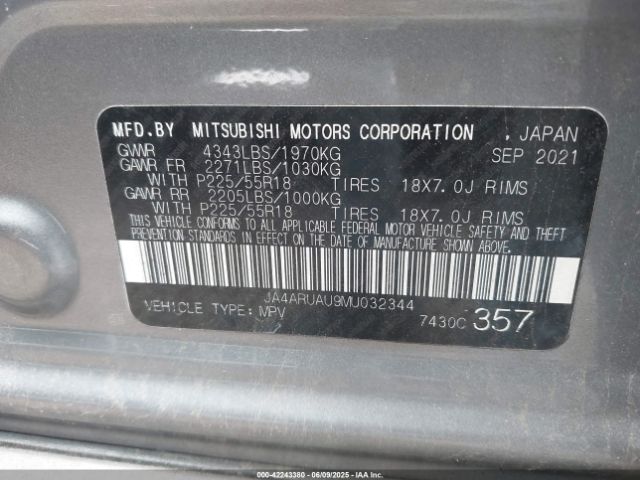 MFD.BY MITSUBISHI MOTORS CORPORATION , JAPAN
GVWR 4343LBS/1970KG SEP 2021
GAWR FR 2271LBS/1030KG
WITH P225/55R18 TIRES 18X7.0J RIMS
GAWR RR 2205LBS/1000KG
WITH P225/55R18 TIRES 18X7.0J RIMS
THIS VEHICLE CONFORMS TO ALL APPLICABLE FEDERAL MOTOR VEHICLE SAFETY AND THEFT
PREVENTION STANDARDS IN EFFECT ON THE DATE OF MANUFACTURE SHOWN ABOVE.
JA4ARUAU9MU032344
VEHICLE TYPE: MPV 7430C 357
000-42243380 - 06/09/2025 - IAA Inc.